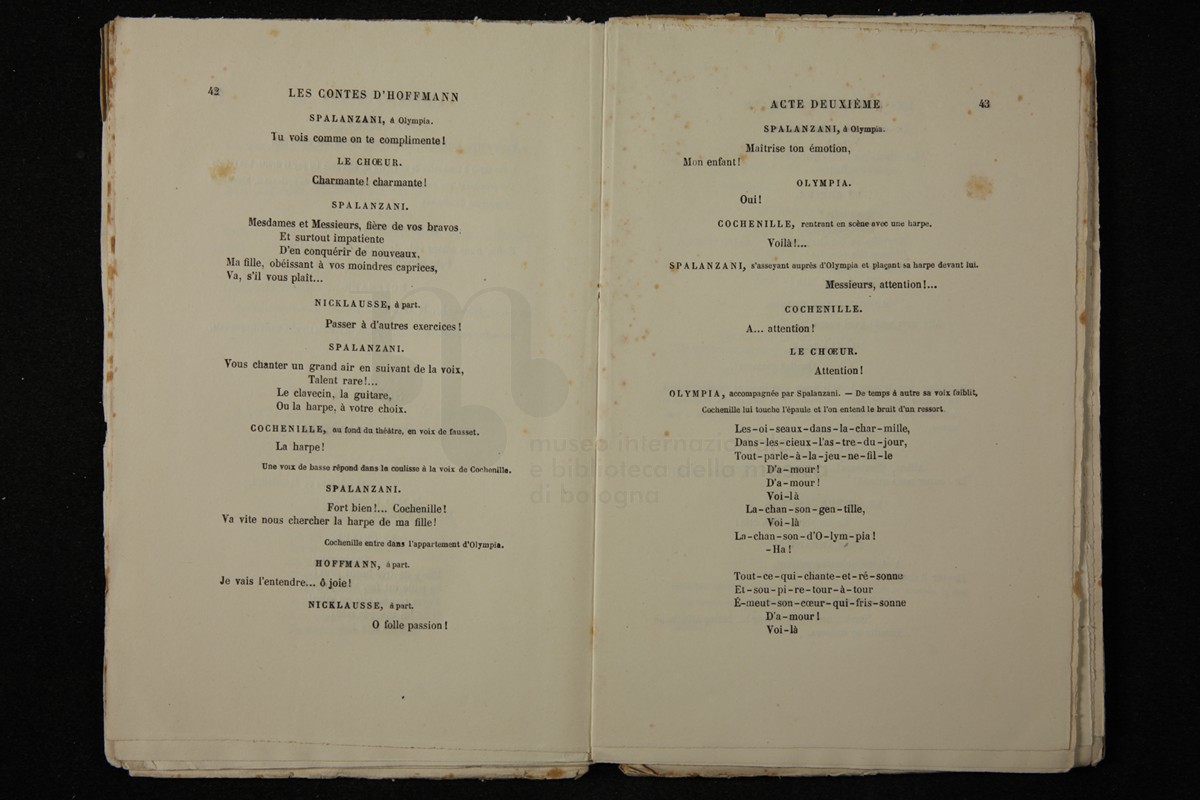 42
LES CONTES D'HOFFMANN
SPALANZANI, à Olympia.
Tu vois comme on te complimente!
LE CHŒUR.
Charmante! charmante!
SPALANZANI.
Mesdames et Messieurs, fière de vos bravos
Et surtout impatiente
D'en conquérir de nouveaux,
Ma fille, obéissant à vos moindres caprices,
Va, s'il vous plaît...
NICKLAUSSE, à part.
Passer à d'autres exercices!
SPALANZANI.
Vous chanter un grand air en suivant de la voix,
Talent rare!...
Le clavecin, la guitare,
Ou la harpe, à votre choix.
COCHENILLE, au fond du théâtre, en voix de fausset.
La harpe!
Une voix de basse répond dans la coulisse à la voix de Cochenille.
SPALANZANI.
Fort bien!... Cochenille!
Va vite nous chercher la harpe de ma fille!
Cochenille entre dans l'appartement d'Olympia.
HOFFMANN, à part.
Je vais l'entendre... ô joie!
NICKLAUSSE, à part.
O folle passion!
ACTE DEUXIÈME
43
SPALANZANI, à Olympia.
Maîtrise ton émotion,
Mon enfant!
OLYMPIA.
Oui!
COCHENILLE, rentrant en scène avec une harpe.
Voilà!...
SPALANZANI, s'asseyant auprès d'Olympia et plaçant sa harpe devant lui.
Messieurs, attention!...
COCHENILLE.
A... attention!
LE CHŒUR.
Attention!
OLYMPIA, accompagnée par Spalanzani. — De temps à autre sa voix faiblit,
Cochenille lui touche l'épaule et l'on entend le bruit d'un ressort.
Les-oi-seaux-dans-la-char-mille,
Dans-les-cieux-l'as-tre-du-jour,
Tout-parle-à-la-jeu-ne-fil-le
D'a-mour!
D'a-mour!
Voi-là
La-chan-son-gen-tille,
Voi-là
La-chan-son-d'O-lym-pia!
-Ha!
Tout-ce-qui-chante-et-ré-sonne
Et-sou-pi-re-tour-à-tour
É-meut-son-cœur-qui-fris-sonne
D'a-mour!
Voi-là
museo internazio
e biblioteca della m
di bologna